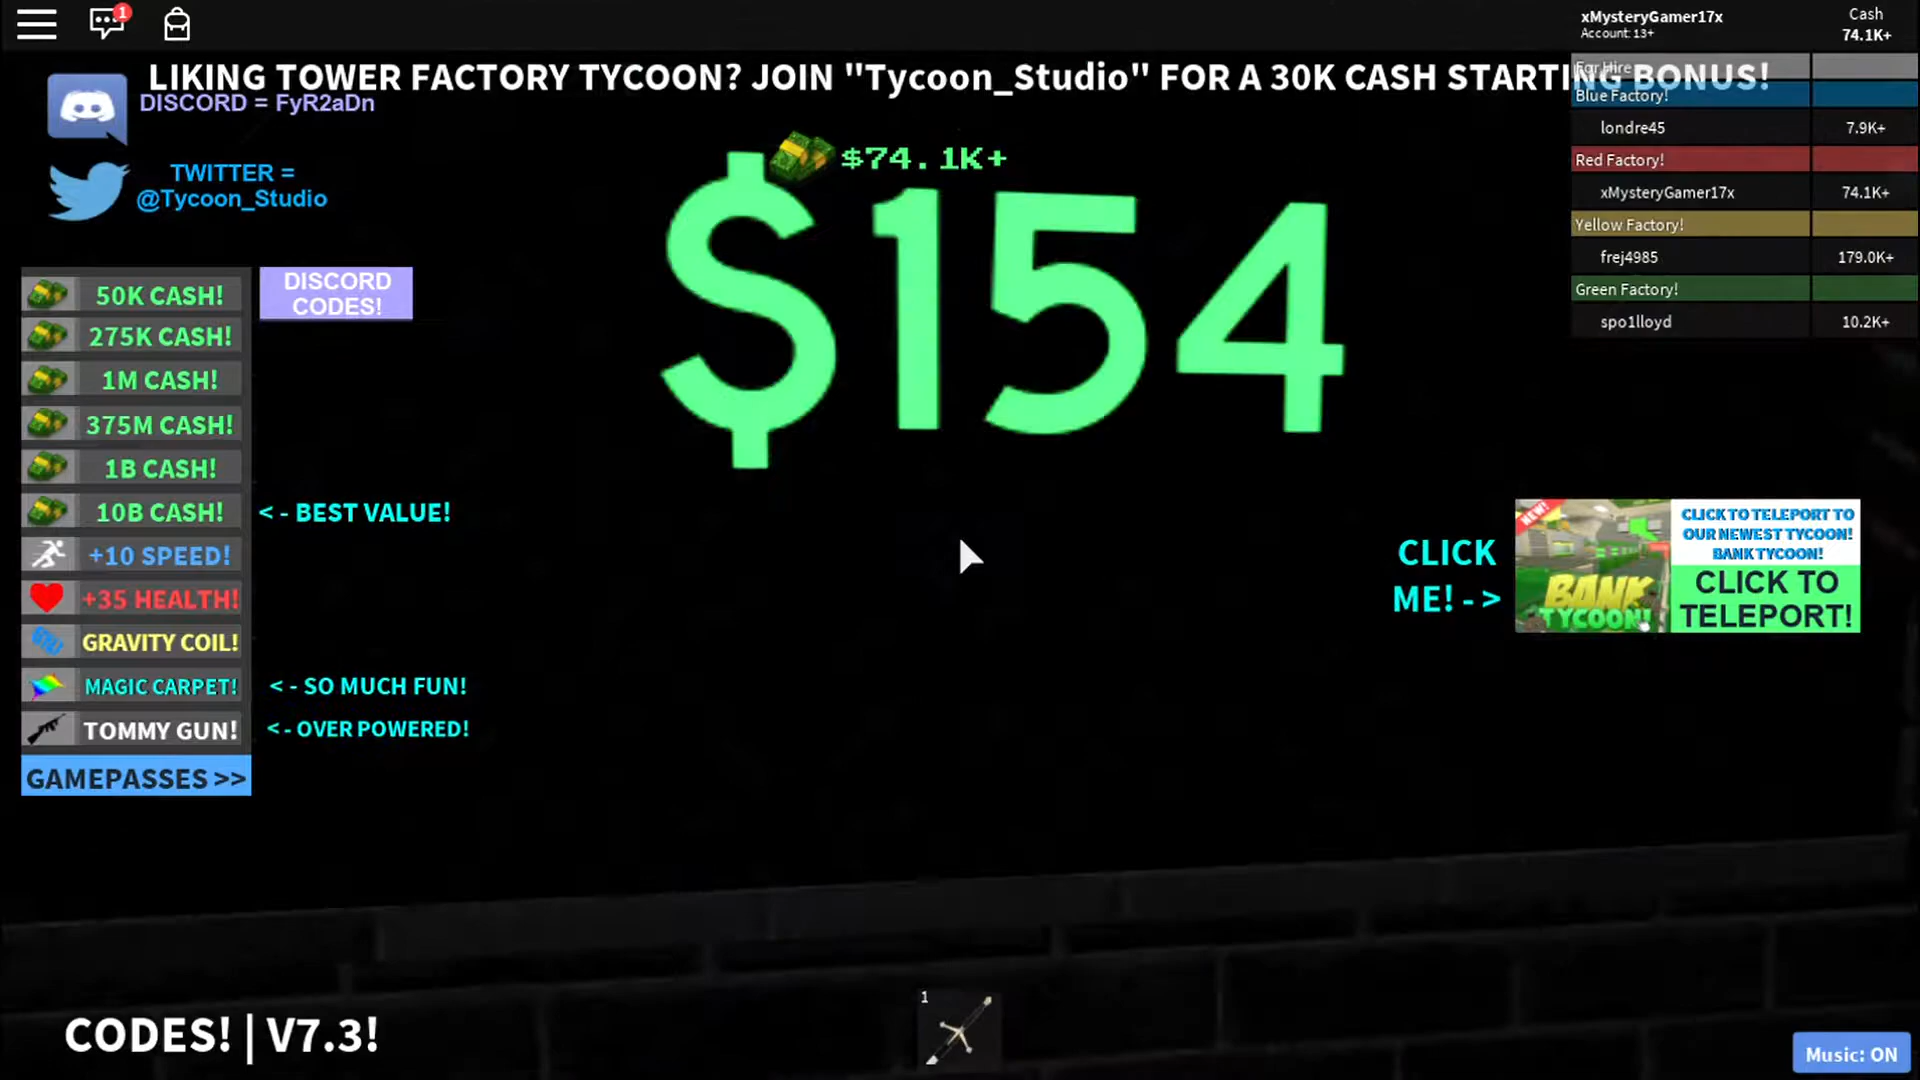 1
xMysteryGamer17x
Account: 13+
Cash
74.1K+
LIKING TOWER FACTORY TYCOON? JOIN "Tycoon_Studio" FOR A 30K CASH STARTING BONUS!
DISCORD = FyR2aDn
TWITTER =
@Tycoon_Studio
$74.1K+
$154
For Hire
Blue Factory!
londre45 7.9K+
Red Factory!
xMysteryGamer17x 74.1K+
Yellow Factory!
frej4985 179.0K+
Green Factory!
spo1lloyd 10.2K+
50K CASH!
275K CASH!
1M CASH!
375M CASH!
1B CASH!
10B CASH!
+10 SPEED!
+35 HEALTH!
GRAVITY COIL!
MAGIC CARPET!
TOMMY GUN!
GAMEPASSES >>
DISCORD
CODES!
< - BEST VALUE!
< - SO MUCH FUN!
< - OVER POWERED!
CLICK
ME! - >
NEW!
BANK
TYCOON!
CLICK TO TELEPORT TO
OUR NEWEST TYCOON!
BANK TYCOON!
CLICK TO
TELEPORT!
1
CODES! | V7.3!
Music: ON